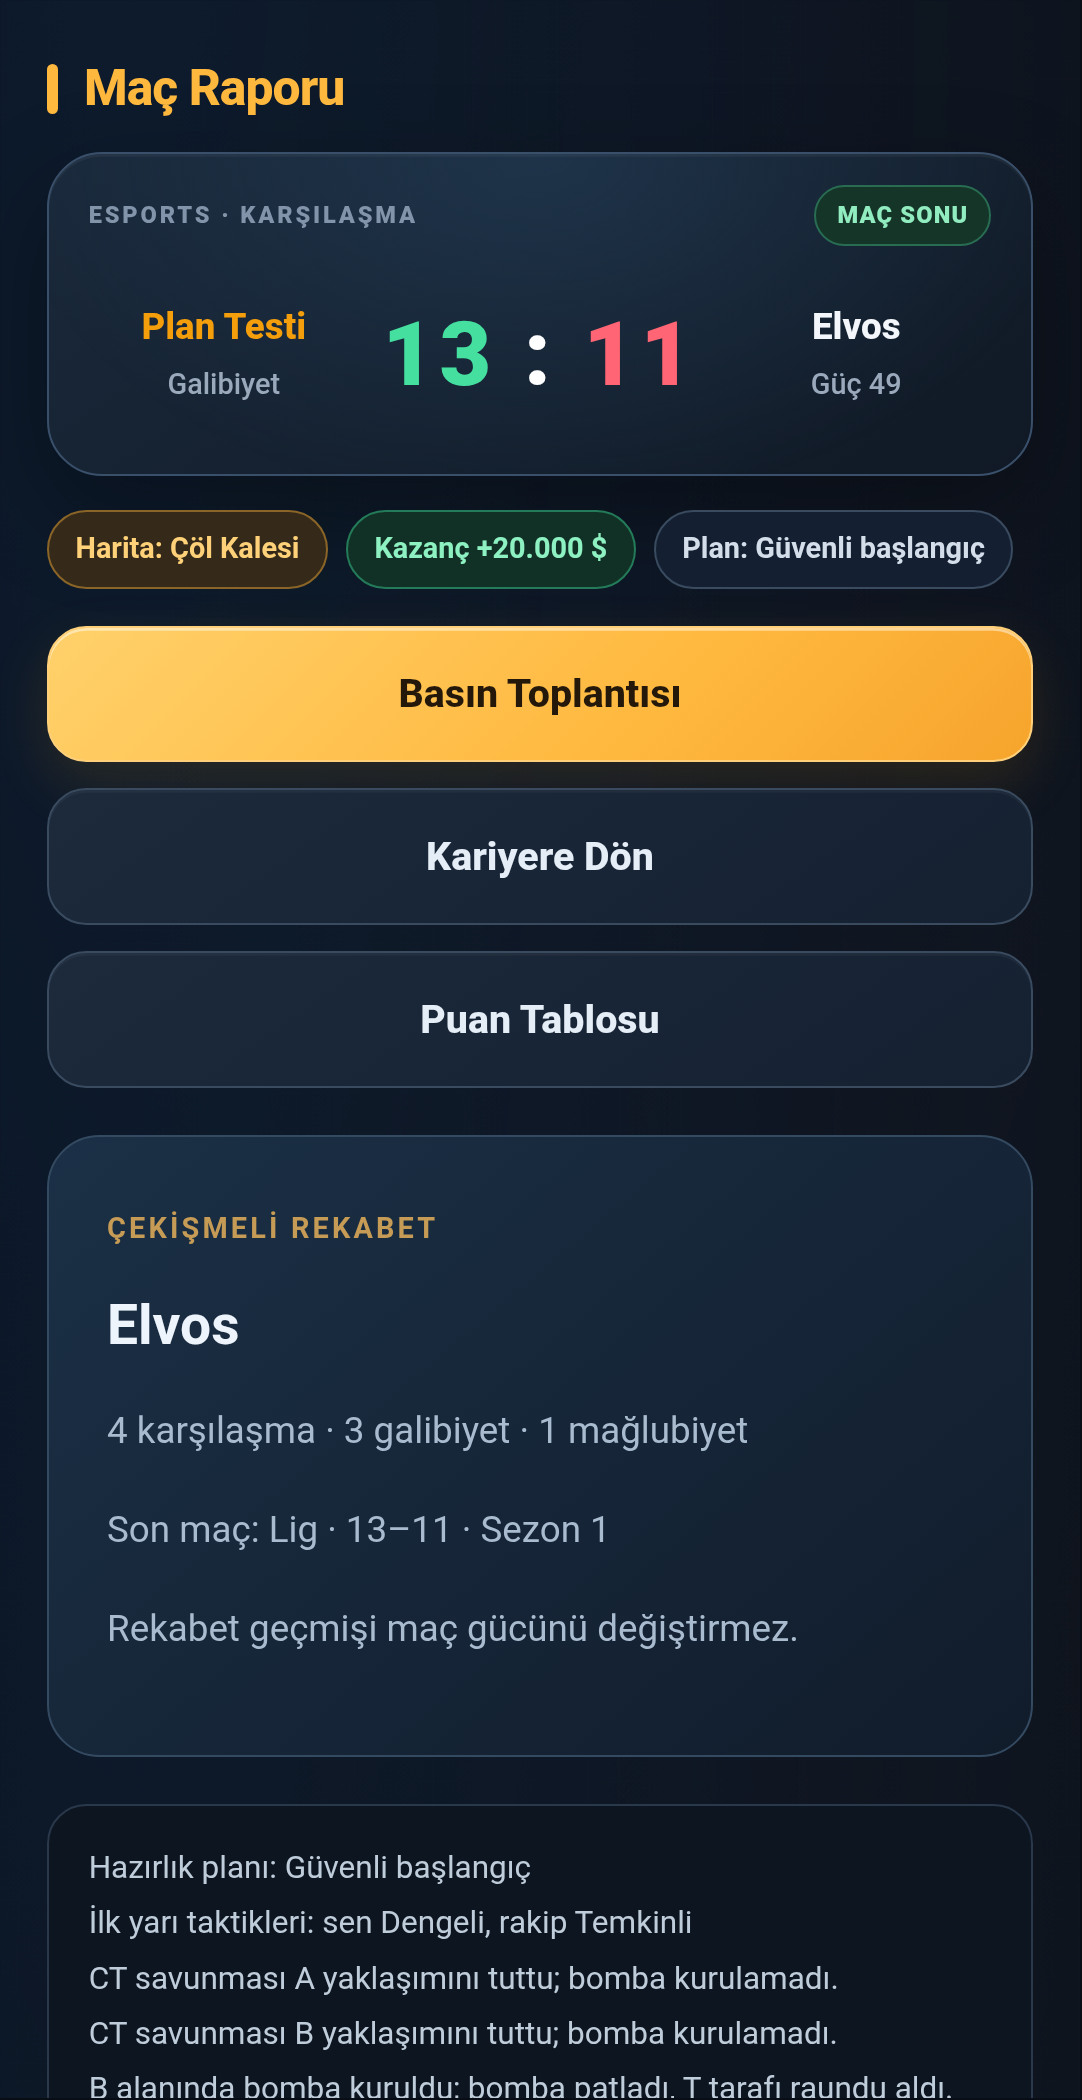 Maç Raporu
ESPORTS · KARŞILAŞMA
MAÇ SONU
Plan Testi
Galibiyet
13 : 11
Elvos
Güç 49
Harita: Çöl Kalesi
Kazanç +20.000 $
Plan: Güvenli başlangıç
Basın Toplantısı
Kariyere Dön
Puan Tablosu
ÇEKİŞMELİ REKABET
Elvos
4 karşılaşma · 3 galibiyet · 1 mağlubiyet
Son maç: Lig · 13–11 · Sezon 1
Rekabet geçmişi maç gücünü değiştirmez.
Hazırlık planı: Güvenli başlangıç
İlk yarı taktikleri: sen Dengeli, rakip Temkinli
CT savunması A yaklaşımını tuttu; bomba kurulamadı.
CT savunması B yaklaşımını tuttu; bomba kurulamadı.
B alanında bomba kuruldu; bomba patladı, T tarafı raundu aldı.